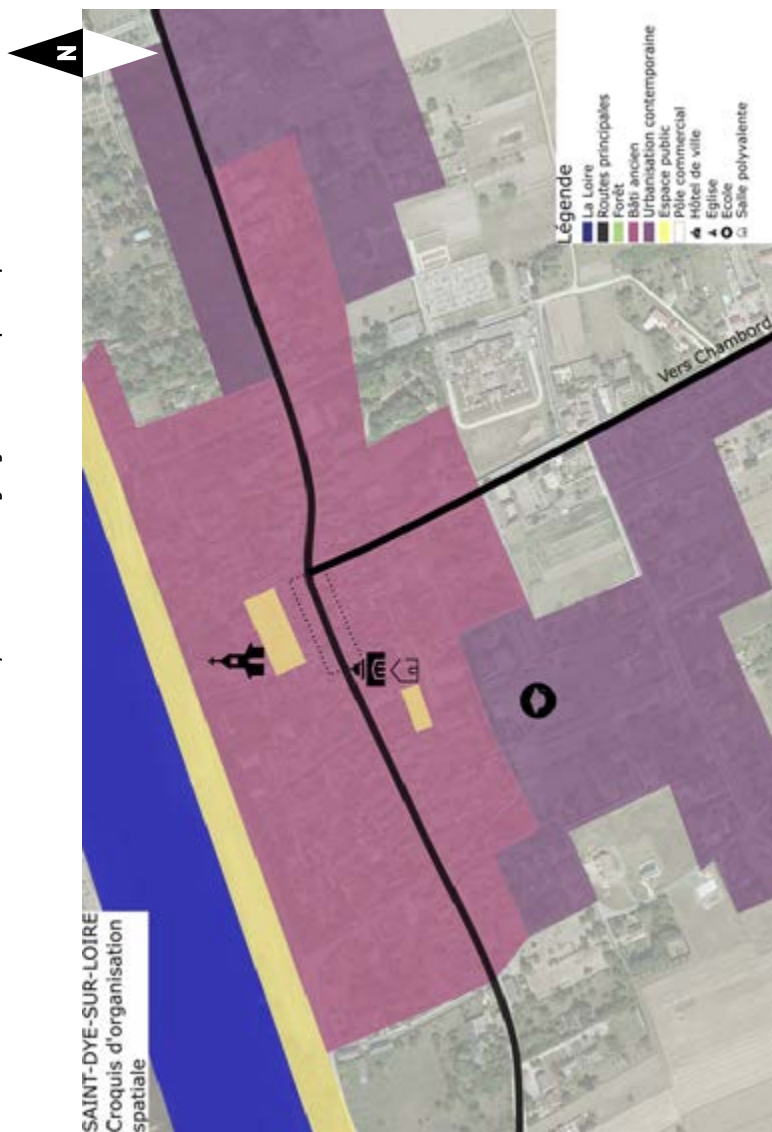 N
SAINT-DYE-SUR-LOIRE
Croquis d'organisation
spatiale
Vers Chambord
Légende
La Loire
Routes principales
Forêt
Bâti ancien
Urbanisation contemporaine
Espace public
Pôle commercial
Hôtel de ville
Eglise
Ecole
Salle polyvalente